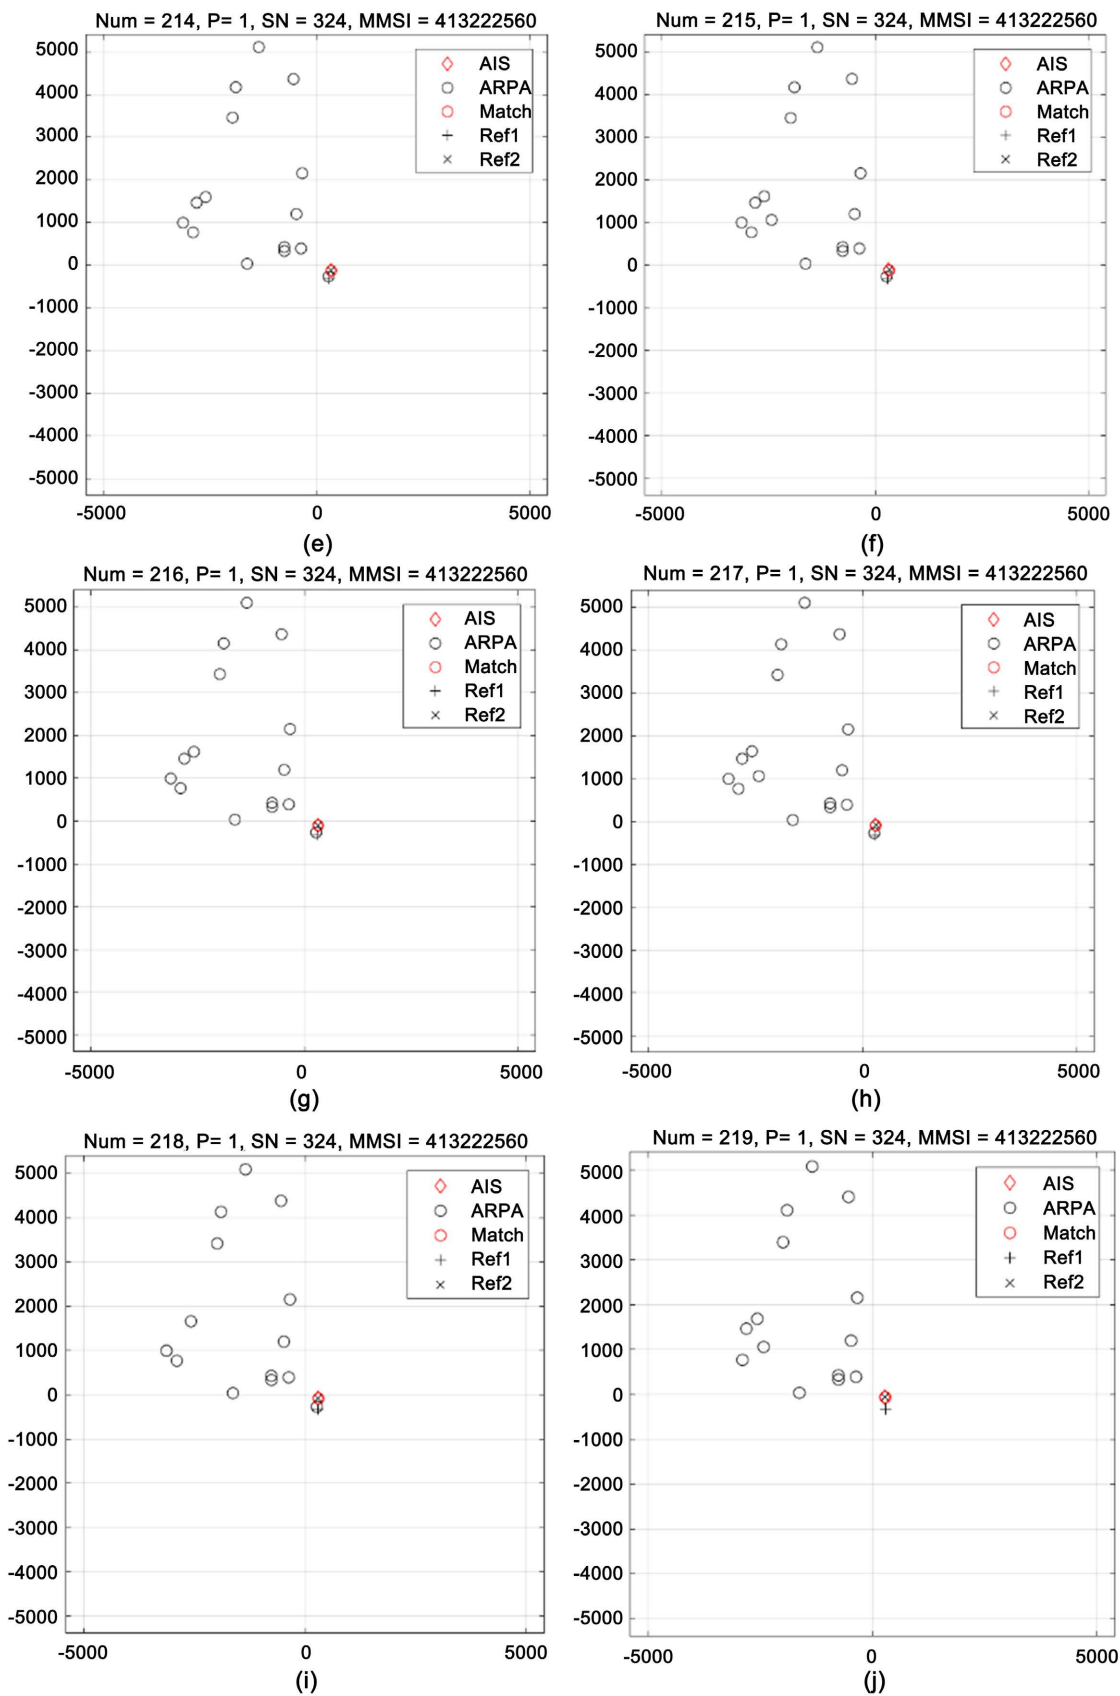 Num = 214, P= 1, SN = 324, MMSI = 413222560
5000
4000
3000
2000
1000
0
-1000
-2000
-3000
-4000
-5000
AIS
ARPA
Match
Ref1
Ref2
-5000 0 5000
(e)
Num = 215, P= 1, SN = 324, MMSI = 413222560
5000
4000
3000
2000
1000
0
-1000
-2000
-3000
-4000
-5000
AIS
ARPA
Match
Ref1
Ref2
-5000 0 5000
(f)
Num = 216, P= 1, SN = 324, MMSI = 413222560
5000
4000
3000
2000
1000
0
-1000
-2000
-3000
-4000
-5000
AIS
ARPA
Match
Ref1
Ref2
-5000 0 5000
(g)
Num = 217, P= 1, SN = 324, MMSI = 413222560
5000
4000
3000
2000
1000
0
-1000
-2000
-3000
-4000
-5000
AIS
ARPA
Match
Ref1
Ref2
-5000 0 5000
(h)
Num = 218, P= 1, SN = 324, MMSI = 413222560
5000
4000
3000
2000
1000
0
-1000
-2000
-3000
-4000
-5000
AIS
ARPA
Match
Ref1
Ref2
-5000 0 5000
(i)
Num = 219, P= 1, SN = 324, MMSI = 413222560
5000
4000
3000
2000
1000
0
-1000
-2000
-3000
-4000
-5000
AIS
ARPA
Match
Ref1
Ref2
-5000 0 5000
(j)